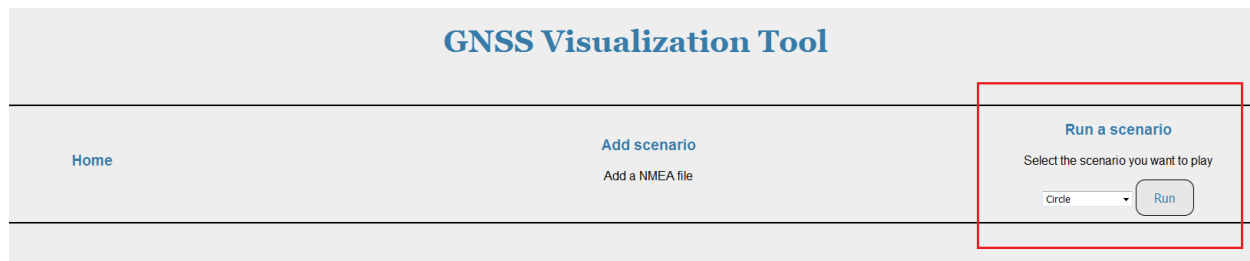 GNSS Visualization Tool
Home
Add scenario
Add a NMEA file
Run a scenario
Select the scenario you want to play
Circle Run